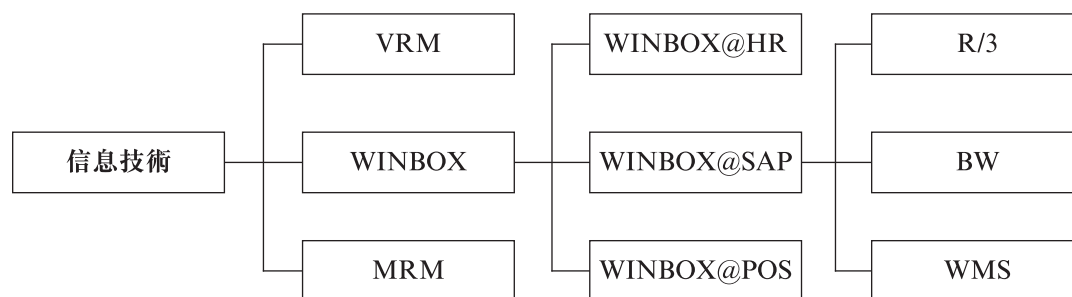 VRM
WINBOX@HR
R/3
信息技術
WINBOX
WINBOX@SAP
BW
MRM
WINBOX@POS
WMS